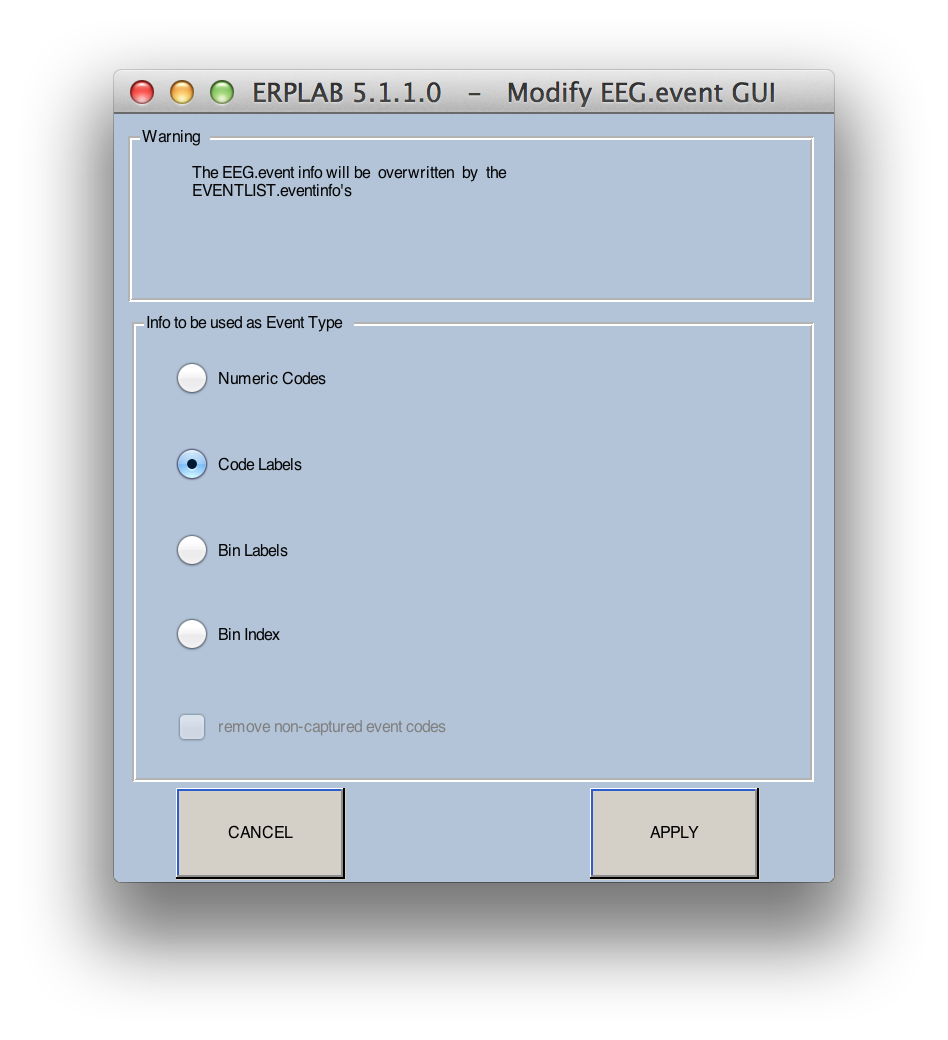 ERPLAB 5.1.1.0 - Modify EEG.event GUI
Warning
The EEG.event info will be overwritten by the
EVENTLIST.eventinfo's
Info to be used as Event Type
Numeric Codes
Code Labels
Bin Labels
Bin Index
remove non-captured event codes
CANCEL APPLY